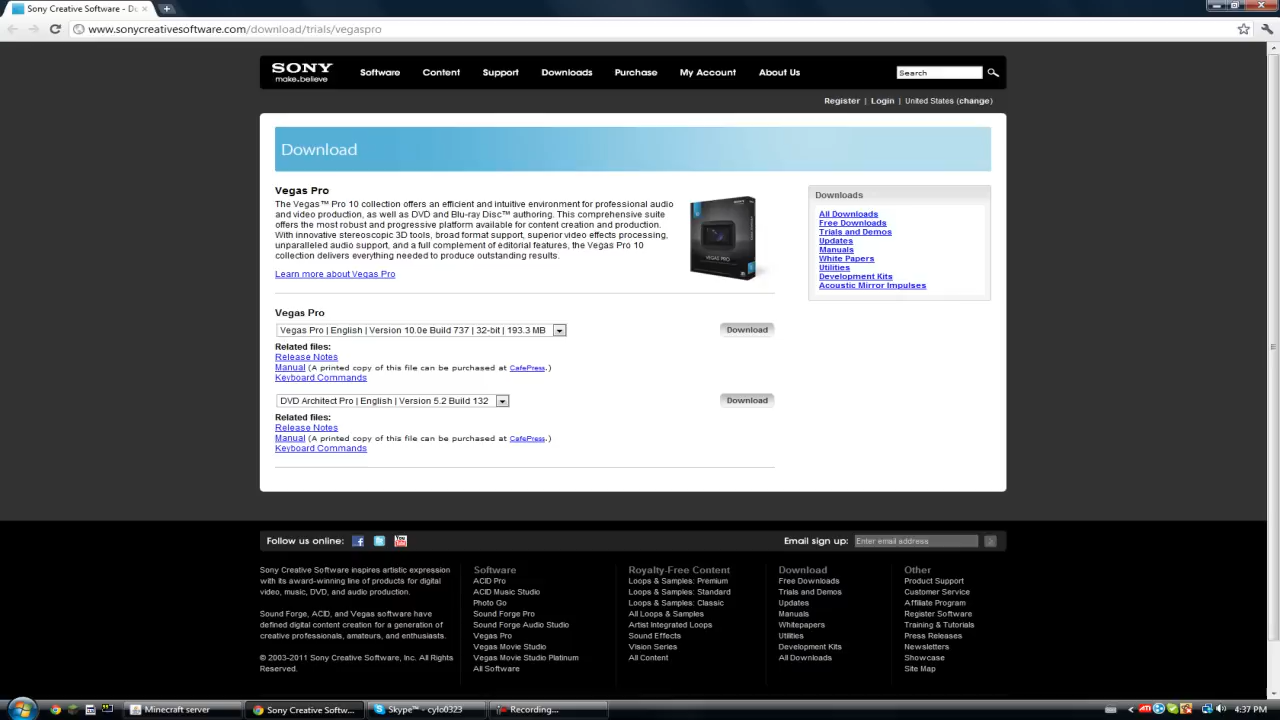 Sony Creative Software - Do
www.sonycreativesoftware.com/download/trials/vegaspro
SONY
make.believe
Software Content Support Downloads Purchase My Account About Us
Search
Register | Login | United States (change)
Download
Vegas Pro
The Vegas™ Pro 10 collection offers an efficient and intuitive environment for professional audio
and video production, as well as DVD and Blu-ray Disc™ authoring. This comprehensive suite
offers the most robust and progressive platform available for content creation and production.
With innovative stereoscopic 3D tools, broad format support, superior video effects processing,
unparalleled audio support, and a full complement of editorial features, the Vegas Pro 10
collection delivers everything needed to produce outstanding results.
Learn more about Vegas Pro
VEGAS PRO
Downloads
All Downloads
Free Downloads
Trials and Demos
Updates
Manuals
White Papers
Utilities
Development Kits
Acoustic Mirror Impulses
Vegas Pro
Vegas Pro | English | Version 10.0e Build 737 | 32-bit | 193.3 MB
Download
Related files:
Release Notes
Manual (A printed copy of this file can be purchased at CafePress.)
Keyboard Commands
DVD Architect Pro | English | Version 5.2 Build 132
Download
Related files:
Release Notes
Manual (A printed copy of this file can be purchased at CafePress.)
Keyboard Commands
Follow us online:
Email sign up: Enter email address
Sony Creative Software inspires artistic expression
with its award-winning line of products for digital
video, music, DVD, and audio production.
Sound Forge, ACID, and Vegas software have
defined digital content creation for a generation of
creative professionals, amateurs, and enthusiasts.
© 2003-2011 Sony Creative Software, Inc. All Rights
Reserved.
Software
ACID Pro
ACID Music Studio
Photo Go
Sound Forge Pro
Sound Forge Audio Studio
Vegas Pro
Vegas Movie Studio
Vegas Movie Studio Platinum
All Software
Royalty-Free Content
Loops & Samples: Premium
Loops & Samples: Standard
Loops & Samples: Classic
All Loops & Samples
Artist Integrated Loops
Sound Effects
Vision Series
All Content
Download
Free Downloads
Trials and Demos
Updates
Manuals
Whitepapers
Utilities
Development Kits
All Downloads
Other
Product Support
Customer Service
Affiliate Program
Register Software
Training & Tutorials
Press Releases
Newsletters
Showcase
Site Map
Minecraft server
Sony Creative Softw...
Skype™ - cylo0323
Recording...
4:37 PM